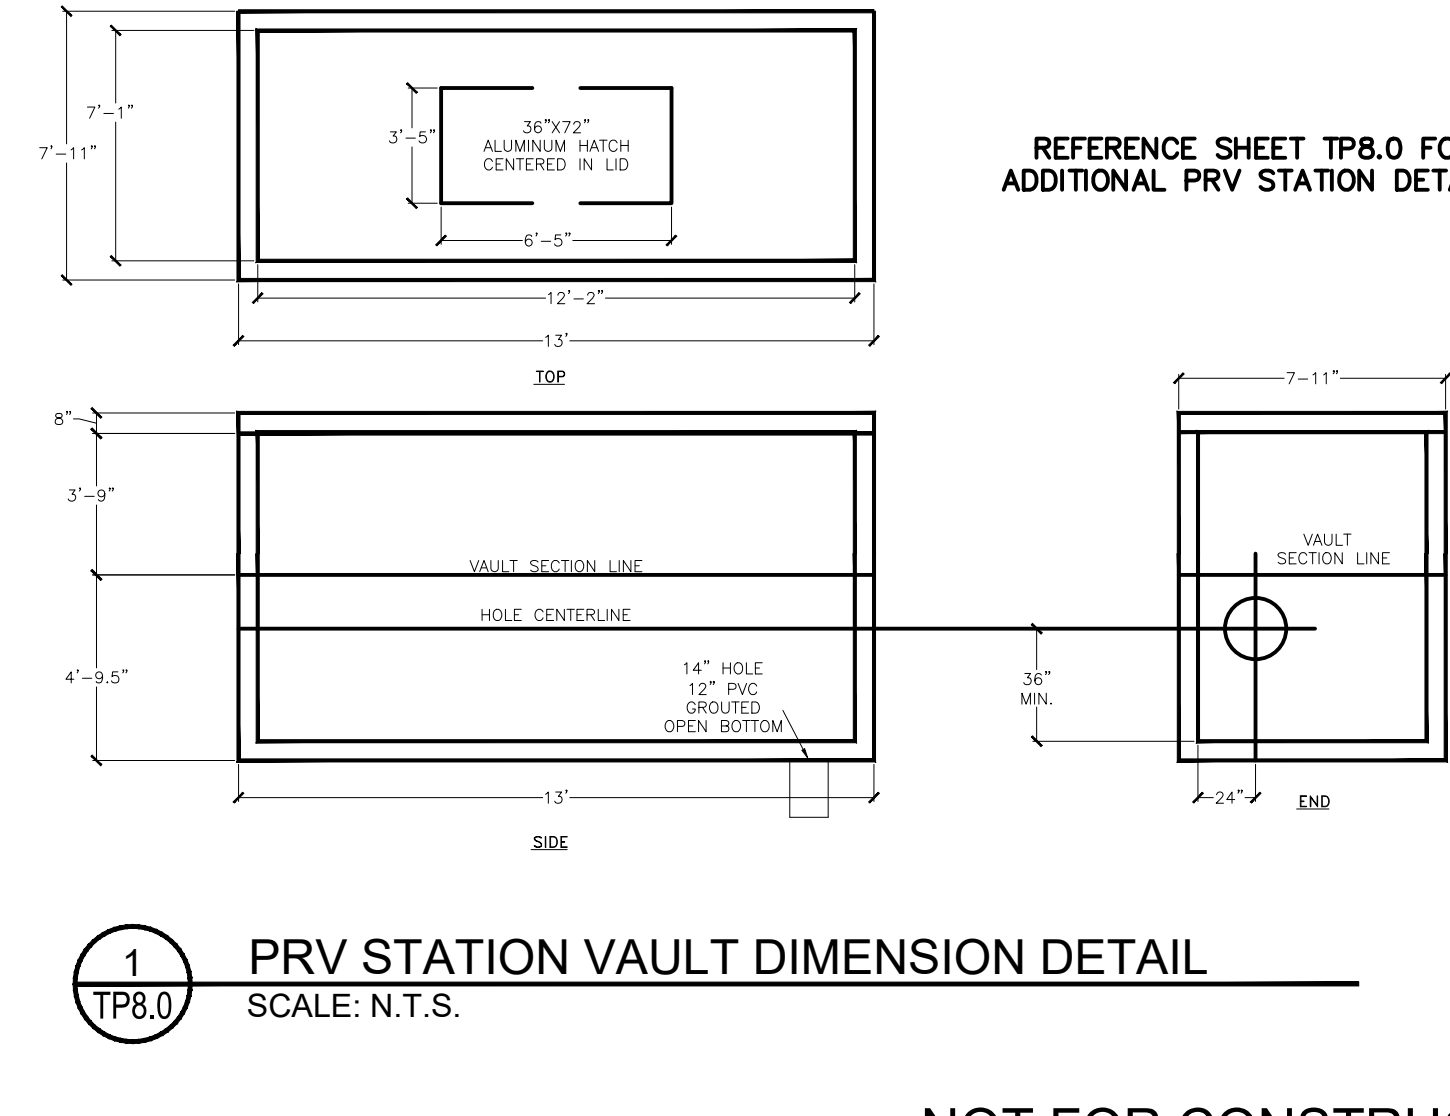 7'-1"
7'-11"
3'-5"
36"X72"
ALUMINUM HATCH
CENTERED IN LID
6'-5"
12'-2"
13'
TOP
REFERENCE SHEET TP8.0
ADDITIONAL PRV STATION
8"
3'-9"
4'-9.5"
VAULT SECTION LINE
HOLE CENTERLINE
14" HOLE
12" PVC
GROUTED
OPEN BOTTOM
13'
SIDE
36"
MIN.
7-11"
VAULT
SECTION LINE
24"
END
1
TP8.0
PRV STATION VAULT DIMENSION DETAIL
SCALE: N.T.S.
NOT FOR